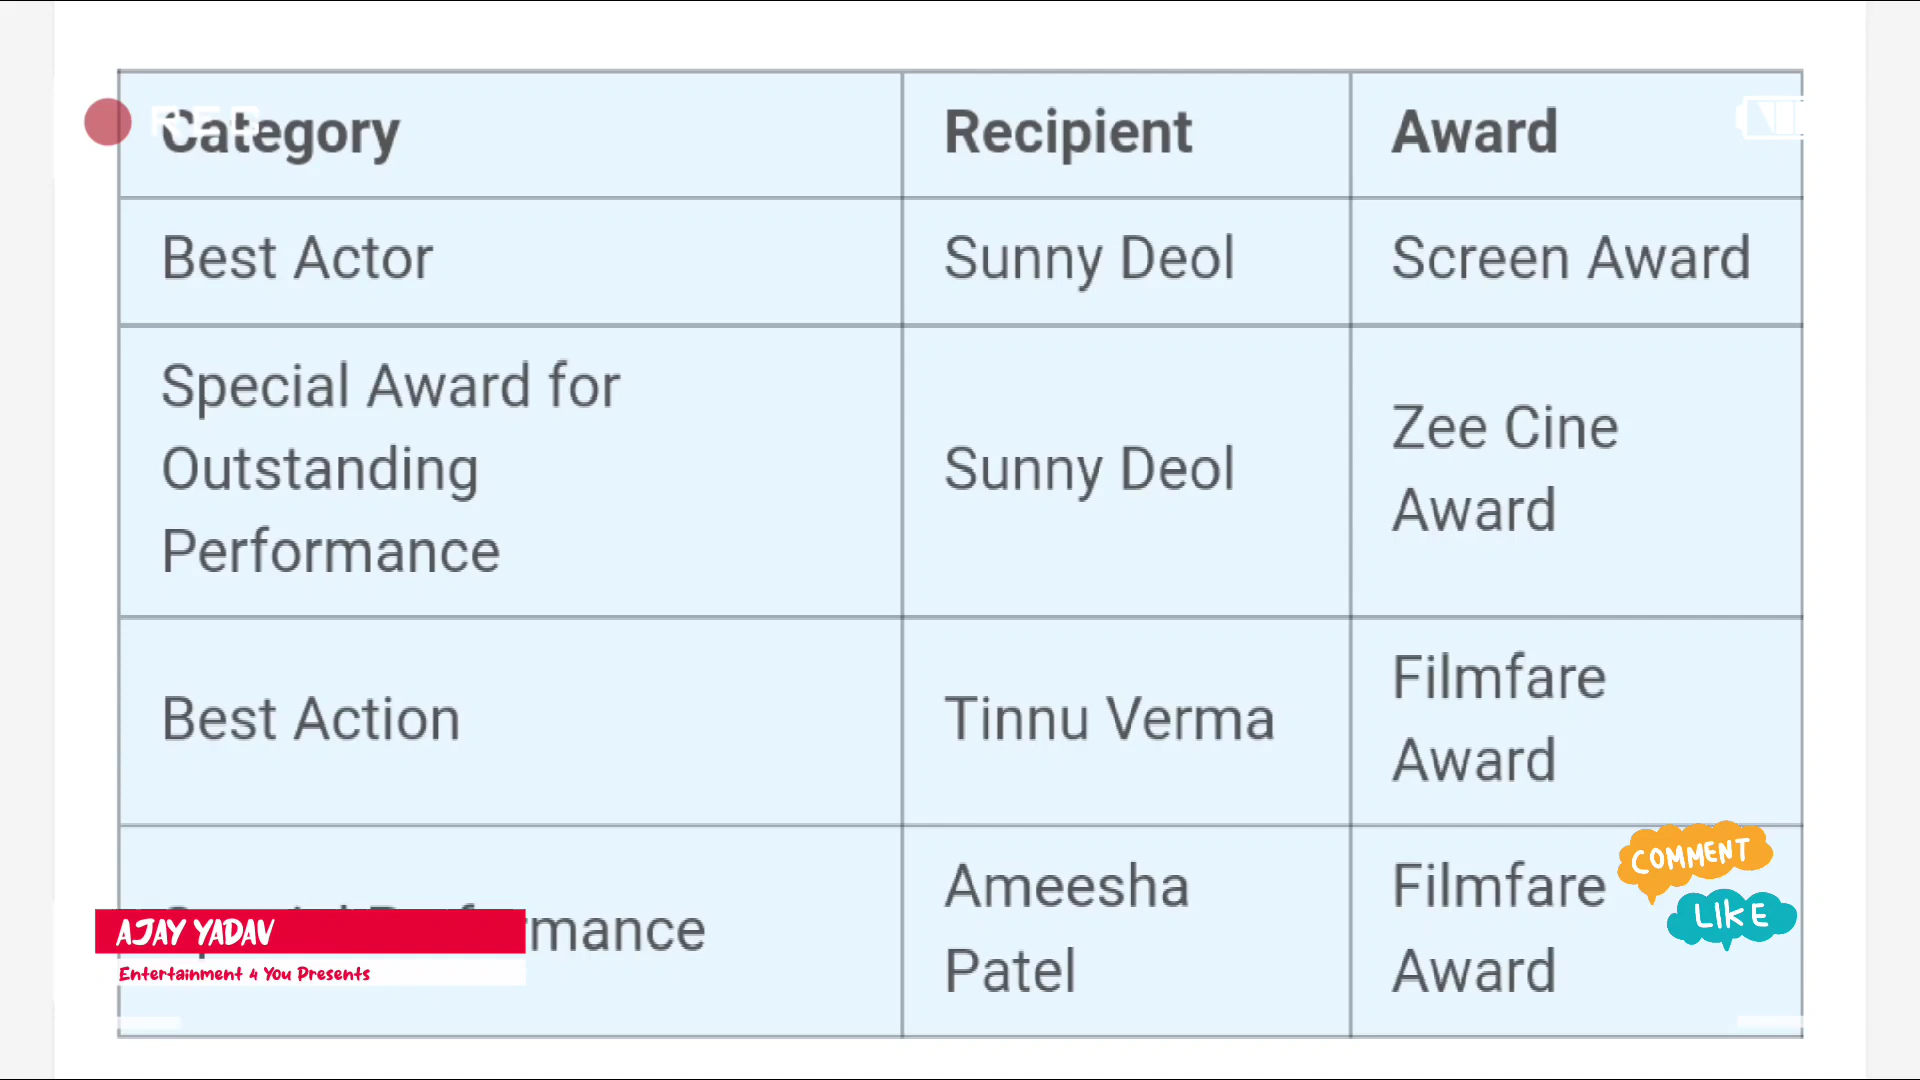 REC
Category Recipient Award
Best Actor Sunny Deol Screen Award
Special Award for
Outstanding
Performance
Sunny Deol
Zee Cine
Award
Best Action
Tinnu Verma
Filmfare
Award
Ameesha
Patel
Filmfare
Award
COMMENT
LIKE
AJAY YADAV
Entertainment 4 You Presents